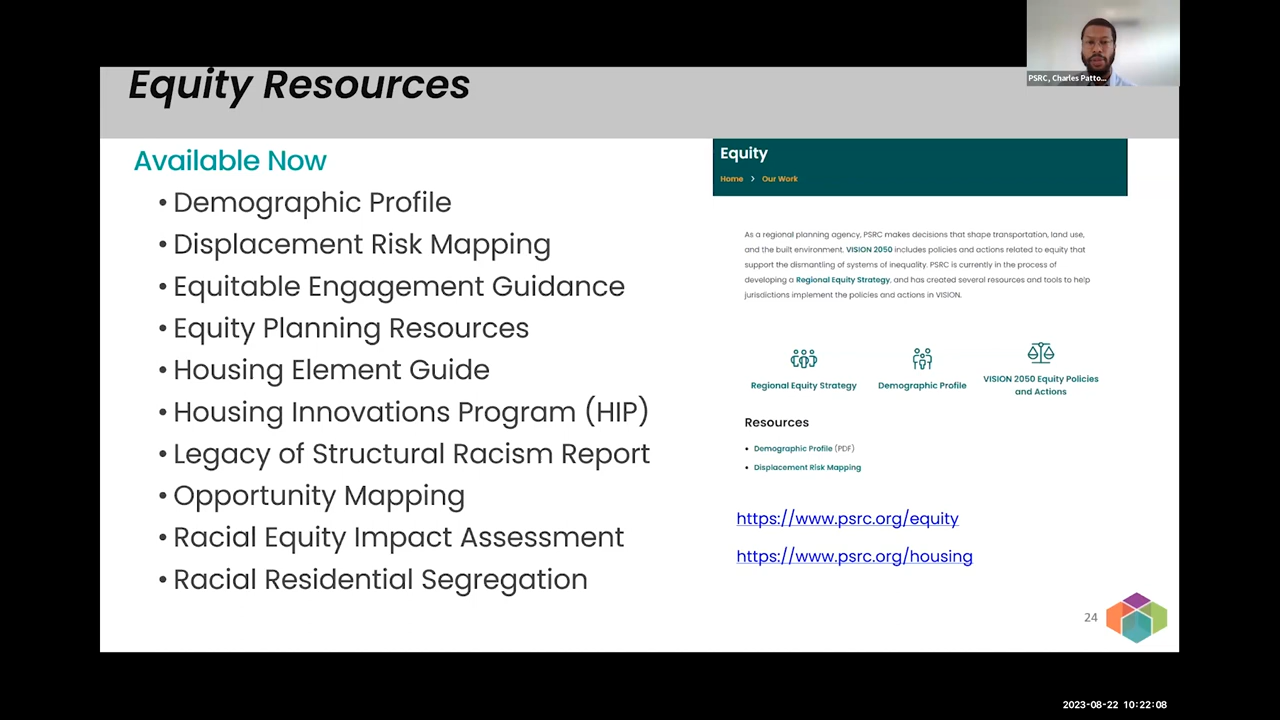 Equity Resources
PSRC, Charles Patto...
Available Now
• Demographic Profile
• Displacement Risk Mapping
• Equitable Engagement Guidance
• Equity Planning Resources
• Housing Element Guide
• Housing Innovations Program (HIP)
• Legacy of Structural Racism Report
• Opportunity Mapping
• Racial Equity Impact Assessment
• Racial Residential Segregation
Equity
Home > Our Work
As a regional planning agency, PSRC makes decisions that shape transportation, land use,
and the built environment. VISION 2050 includes policies and actions related to equity that
support the dismantling of systems of inequality. PSRC is currently in the process of
developing a Regional Equity Strategy, and has created several resources and tools to help
jurisdictions implement the policies and actions in VISION.
Regional Equity Strategy
Demographic Profile
VISION 2050 Equity Policies
and Actions
Resources
• Demographic Profile (PDF)
• Displacement Risk Mapping
https://www.psrc.org/equity
https://www.psrc.org/housing
24
2023-08-22 10:22:08